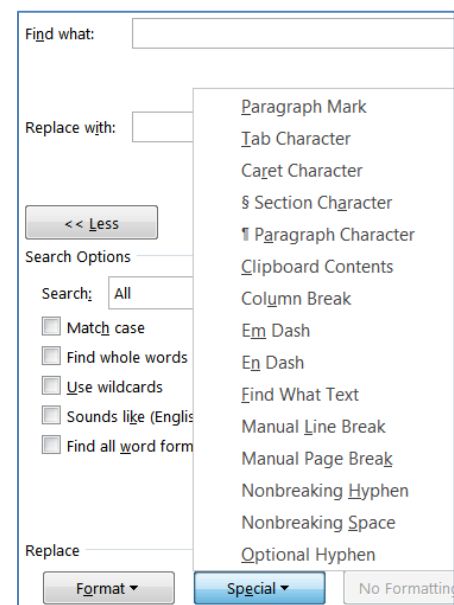 Find what:
Replace with:
<< Less
Search Options
Search: All
Match case
Find whole words
Use wildcards
Sounds like (Englis
Find all word form
Replace
Format
Special
No Formatting
Paragraph Mark
Tab Character
Caret Character
§ Section Character
¶ Paragraph Character
Clipboard Contents
Column Break
Em Dash
En Dash
Find What Text
Manual Line Break
Manual Page Break
Nonbreaking Hyphen
Nonbreaking Space
Optional Hyphen